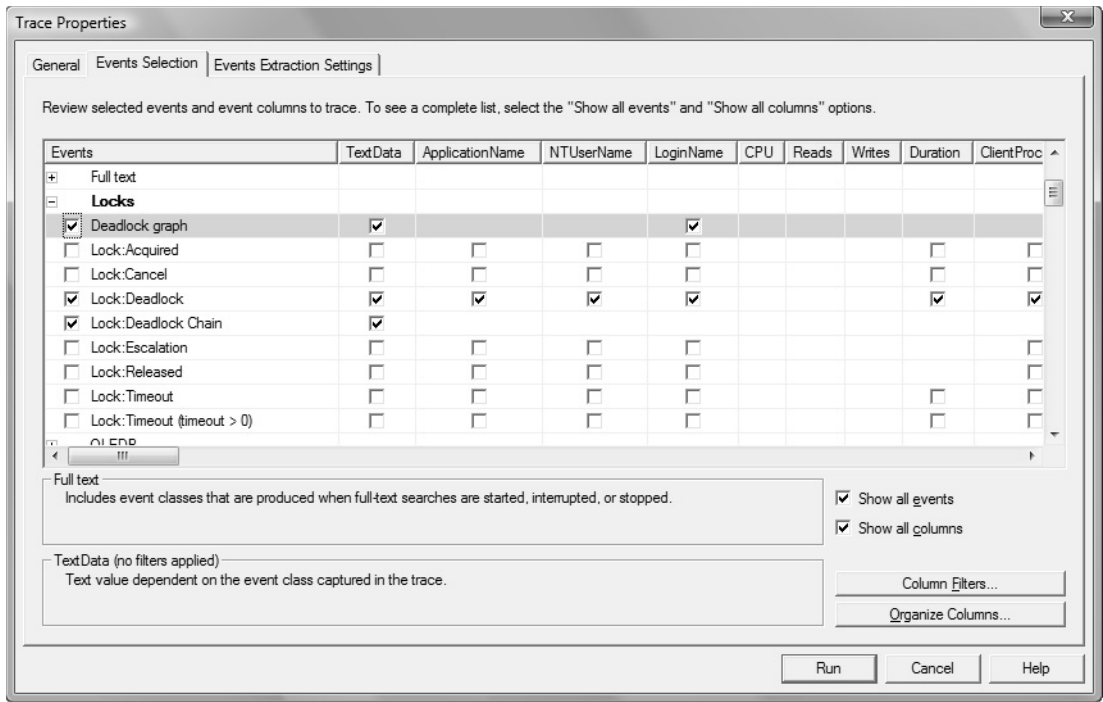 Trace Properties
General Events Selection Events Extraction Settings
Review selected events and event columns to trace. To see a complete list, select the "Show all events" and "Show all columns" options.
Events TextData ApplicationName NTUserName LoginName CPU Reads Writes Duration ClientProc
Full text
Locks
Deadlock graph
Lock:Acquired
Lock:Cancel
Lock:Deadlock
Lock:Deadlock Chain
Lock:Escalation
Lock:Released
Lock:Timeout
Lock:Timeout (timeout > 0)
OLEDB
Full text
Includes event classes that are produced when full-text searches are started, interrupted, or stopped.
Show all events
Show all columns
TextData (no filters applied)
Text value dependent on the event class captured in the trace.
Column Filters...
Organize Columns...
Run Cancel Help